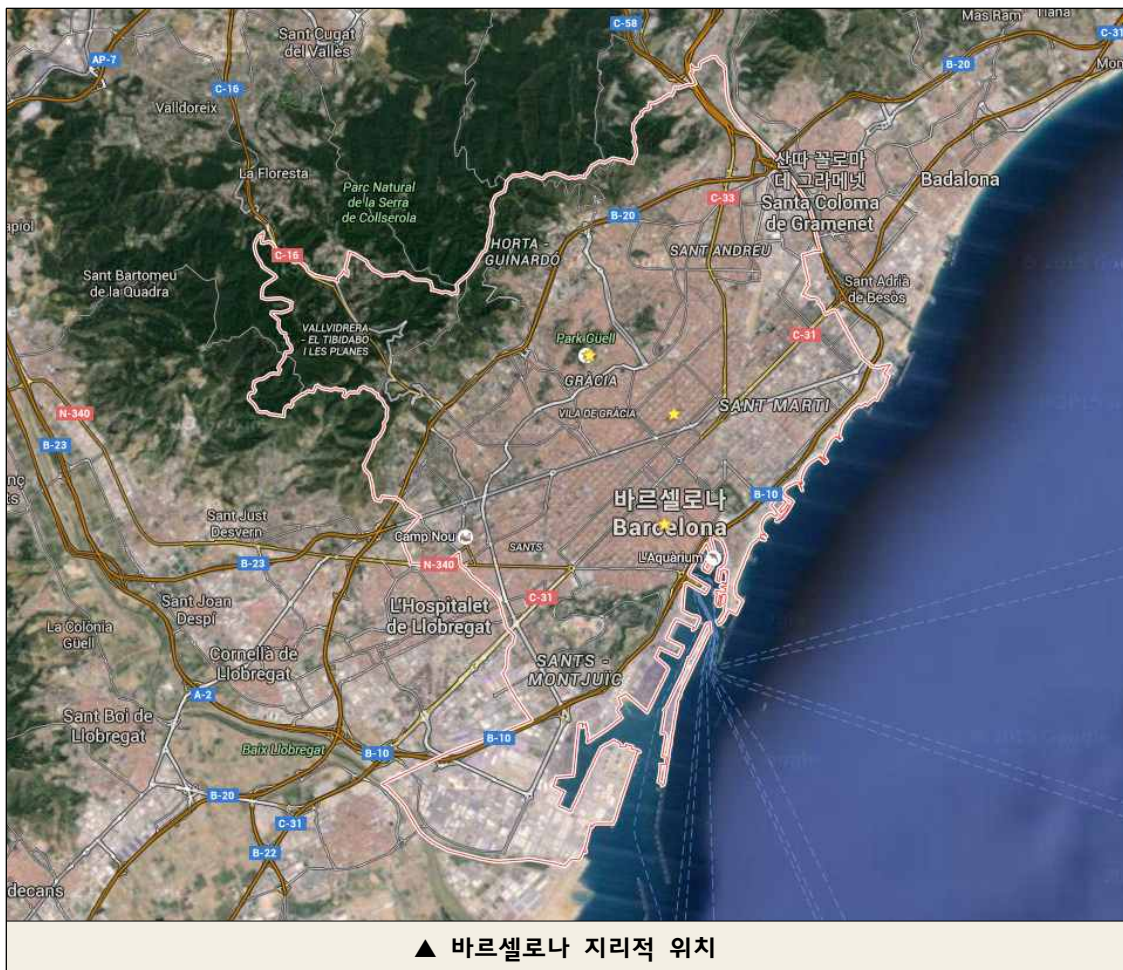 Mas Ram
Tiana
C-58
C-31
Sant Cugat
del Vallès
AP-7
B-20
Mon
C-16
Valldoreix
산따 꼴로마
데 그라메넷
Santa Coloma
de Gramenet
La Floresta
Badalona
Parc Natural
de la Serra
de Collserola
C-33
B-20
HORTA -
GUINARDÓ
SANT ANDREU
C-16
Sant Bartomeu
de la Quadra
Sant Adrià
de Besòs
VALLVIDRERA
- EL TIBIDABO
I LES PLANES
C-31
Park Güell
GRÀCIA
SANT MARTÍ
VILA DE GRÀCIA
N-340
B-23
바르셀로나
Barcelona
B-10
Sant Just
Desvern
Camp Nou
SANTS
L'Aquàrium
B-23
N-340
C-31
Sant Joan
Despí
L'Hospitalet
de Llobregat
La Colònia
Güell
Cornellà de
Llobregat
SANTS -
MONTJUÏC
A-2
Sant Boi de
Llobregat
B-10
Baix Llobregat
B-10
B-20
C-31
B-22
decans
▲ 바르셀로나 지리적 위치